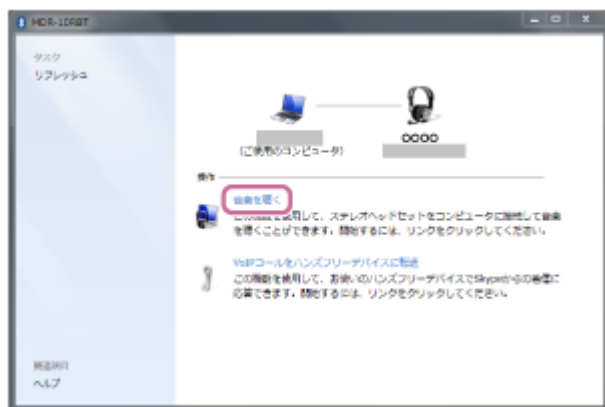 MDR-10RBT
タスク
リフレッシュ
(ご使用のコンピュータ)
○○○○
操作
音楽を聴く
この機能を使用して、ステレオヘッドセットをコンピュータに接続して音楽
を聴くことができます。開始するには、リンクをクリックしてください。
VoIPコールをハンズフリーデバイスに転送
この機能を使用して、お使いのハンズフリーデバイスでSkypeからの着信に
応答できます。開始するには、リンクをクリックしてください。
関連項目
ヘルプ